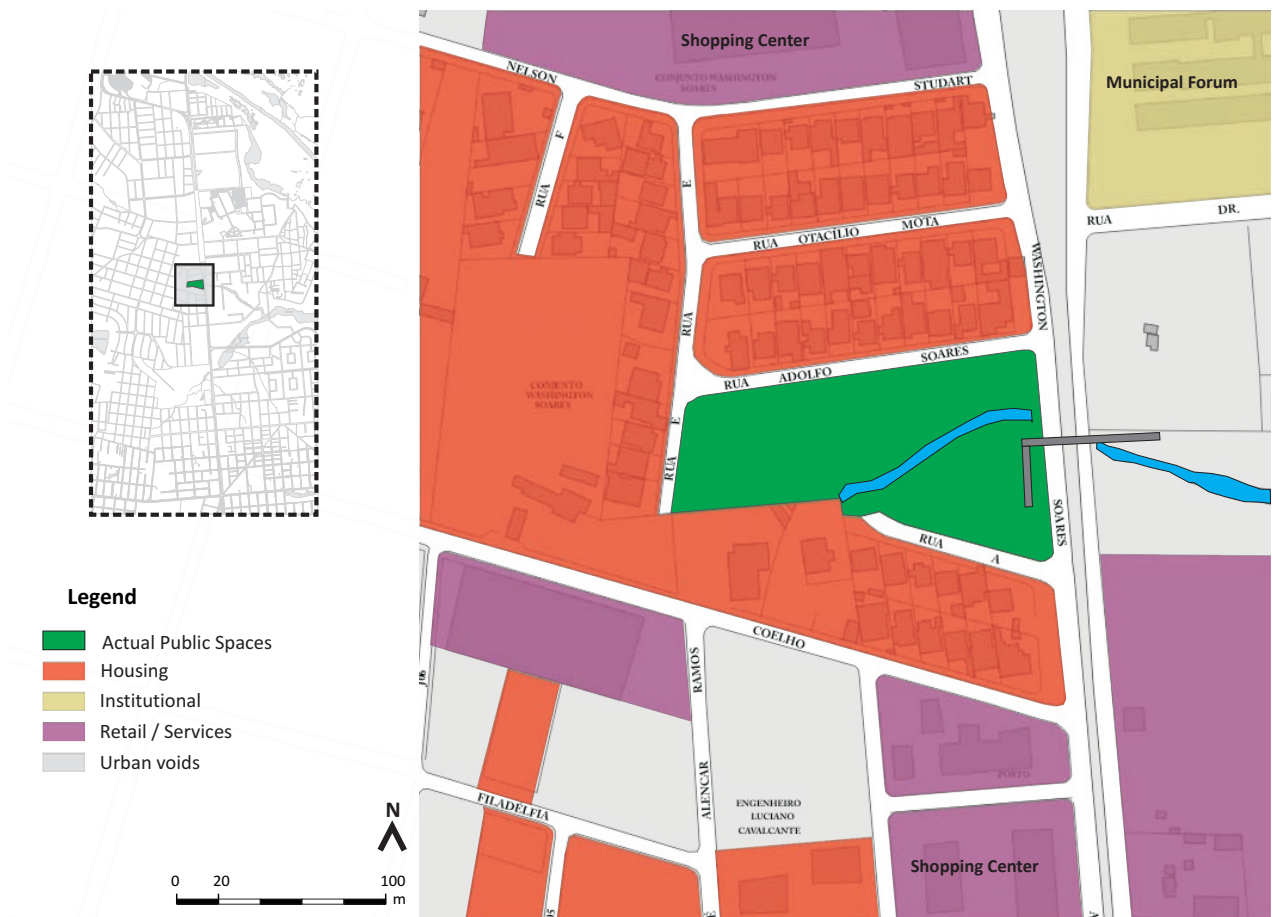 Shopping Center
NELSON
CONJUNTO WASHINGTON
SOARES
STUDART
Municipal Forum
RUA F
E
RUA OTACÍLIO MOTA
RUA DR.
WASHINGTON
RUA
RUA ADOLFO SOARES
CONJUNTO
WASHINGTON
SOARES
RUA E
SOARES
RUA A
COELHO
RAMOS
ALENCAR
FILADÉLFIA
PORTO
ENGENHEIRO
LUCIANO
CAVALCANTE
Shopping Center
Legend
Actual Public Spaces
Housing
Institutional
Retail / Services
Urban voids
N
0 20 100
m